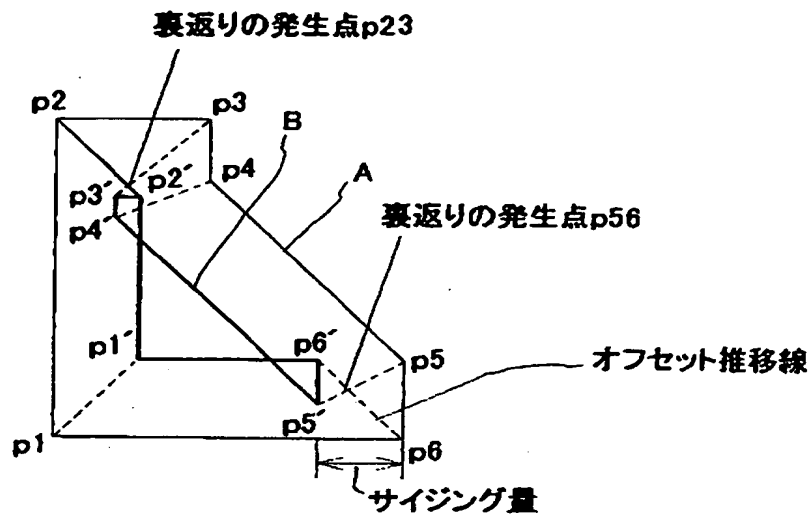 裏返りの発生点p23
p2
p3
B
p3´
p2´
p4
A
p4´
裏返りの発生点p56
p1´
p6´
p5
オフセット推移線
p5´
p1
p6
サイジング量